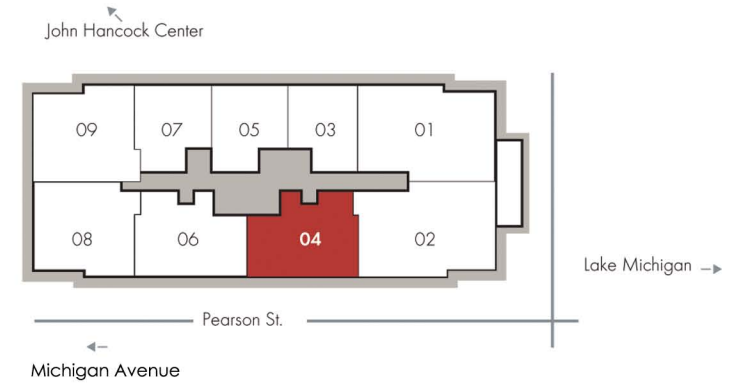 John Hancock Center
09 07 05 03 01
08 06 04 02
Lake Michigan
Pearson St.
Michigan Avenue